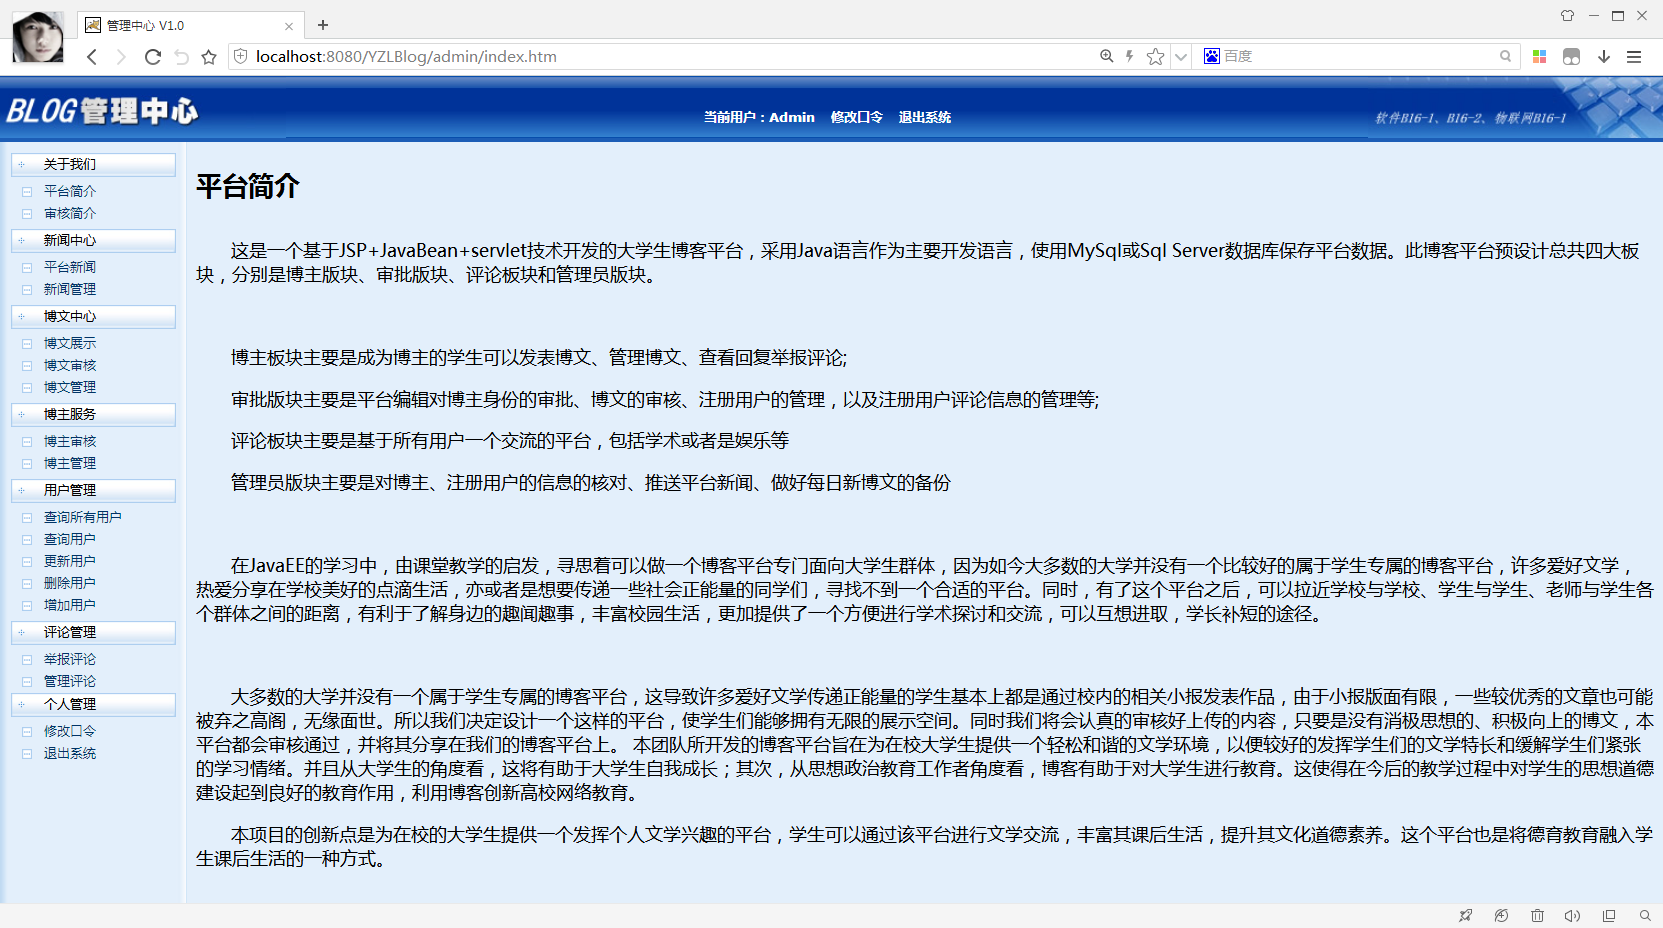 管理中心 V1.0
localhost:8080/YZLBlog/admin/index.htm
百度
BLOG管理中心
当前用户：Admin 修改口令 退出系统
软件B16-1、B16-2、物联网B16-1
关于我们
平台简介
审核简介
新闻中心
平台新闻
新闻管理
博文中心
博文展示
博文审核
博文管理
博主服务
博主审核
博主管理
用户管理
查询所有用户
查询用户
更新用户
删除用户
增加用户
评论管理
举报评论
管理评论
个人管理
修改口令
退出系统
平台简介
这是一个基于JSP+JavaBean+servlet技术开发的大学生博客平台，采用Java语言作为主要开发语言，使用MySql或Sql Server数据库保存平台数据。此博客平台预设计总共四大板
块，分别是博主版块、审批版块、评论板块和管理员版块。
博主板块主要是成为博主的学生可以发表博文、管理博文、查看回复举报评论;
审批版块主要是平台编辑对博主身份的审批、博文的审核、注册用户的管理，以及注册用户评论信息的管理等;
评论板块主要是基于所有用户一个交流的平台，包括学术或者是娱乐等
管理员版块主要是对博主、注册用户的信息的核对、推送平台新闻、做好每日新博文的备份
在JavaEE的学习中，由课堂教学的启发，寻思着可以做一个博客平台专门面向大学生群体，因为如今大多数的大学并没有一个比较好的属于学生专属的博客平台，许多爱好文学，
热爱分享在学校美好的点滴生活，亦或者是想要传递一些社会正能量的同学们，寻找不到一个合适的平台。同时，有了这个平台之后，可以拉近学校与学校、学生与学生、老师与学生各
个群体之间的距离，有利于了解身边的趣闻趣事，丰富校园生活，更加提供了一个方便进行学术探讨和交流，可以互想进取，学长补短的途径。
大多数的大学并没有一个属于学生专属的博客平台，这导致许多爱好文学传递正能量的学生基本上都是通过校内的相关小报发表作品，由于小报版面有限，一些较优秀的文章也可能
被弃之高阁，无缘面世。所以我们决定设计一个这样的平台，使学生们能够拥有无限的展示空间。同时我们将会认真的审核好上传的内容，只要是没有消极思想的、积极向上的博文，本
平台都会审核通过，并将其分享在我们的博客平台上。 本团队所开发的博客平台旨在为在校大学生提供一个轻松和谐的文学环境，以便较好的发挥学生们的文学特长和缓解学生们紧张
的学习情绪。并且从大学生的角度看，这将有助于大学生自我成长；其次，从思想政治教育工作者角度看，博客有助于对大学生进行教育。这使得在今后的教学过程中对学生的思想道德
建设起到良好的教育作用，利用博客创新高校网络教育。
本项目的创新点是为在校的大学生提供一个发挥个人文学兴趣的平台，学生可以通过该平台进行文学交流，丰富其课后生活，提升其文化道德素养。这个平台也是将德育教育融入学
生课后生活的一种方式。